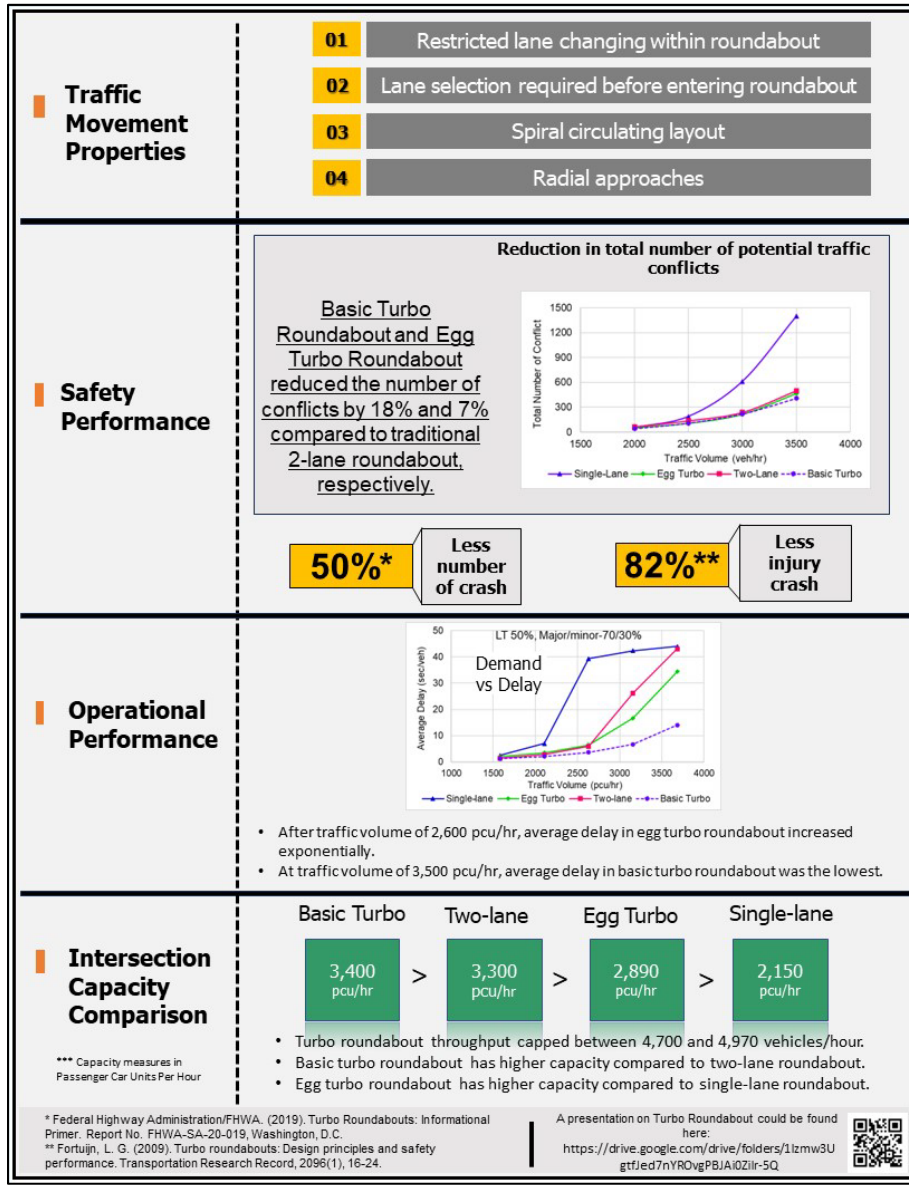 Traffic
Movement
Properties
01 Restricted lane changing within roundabout
02 Lane selection required before entering roundabout
03 Spiral circulating layout
04 Radial approaches
Safety
Performance
Basic Turbo
Roundabout and Egg
Turbo Roundabout
reduced the number of
conflicts by 18% and 7%
compared to traditional
2-lane roundabout,
respectively.
Reduction in total number of potential traffic
conflicts
Total Number of Conflict
1500
1200
900
600
300
0
1500 2000 2500 3000 3500 4000
Traffic Volume (veh/hr)
Single-Lane Egg Turbo Two-Lane Basic Turbo
50%*
Less
number
of crash
82%**
Less
injury
crash
Operational
Performance
LT 50%, Major/minor-70/30%
Demand
vs Delay
Average Delay (sec/veh)
50
40
30
20
10
0
1000 1500 2000 2500 3000 3500 4000
Traffic Volume (pcu/hr)
Single-lane Egg Turbo Two-lane Basic Turbo
• After traffic volume of 2,600 pcu/hr, average delay in egg turbo roundabout increased
exponentially.
• At traffic volume of 3,500 pcu/hr, average delay in basic turbo roundabout was the lowest.
Intersection
Capacity
Comparison
*** Capacity measures in
Passenger Car Units Per Hour
Basic Turbo Two-lane Egg Turbo Single-lane
3,400 > 3,300 > 2,890 > 2,150
pcu/hr pcu/hr pcu/hr pcu/hr
• Turbo roundabout throughput capped between 4,700 and 4,970 vehicles/hour.
• Basic turbo roundabout has higher capacity compared to two-lane roundabout.
• Egg turbo roundabout has higher capacity compared to single-lane roundabout.
* Federal Highway Administration/FHWA. (2019). Turbo Roundabouts: Informational
Primer. Report No. FHWA-SA-20-019, Washington, D.C.
** Fortuijn, L. G. (2009). Turbo roundabouts: Design principles and safety
performance. Transportation Research Record, 2096(1), 16-24.
A presentation on Turbo Roundabout could be found
here: